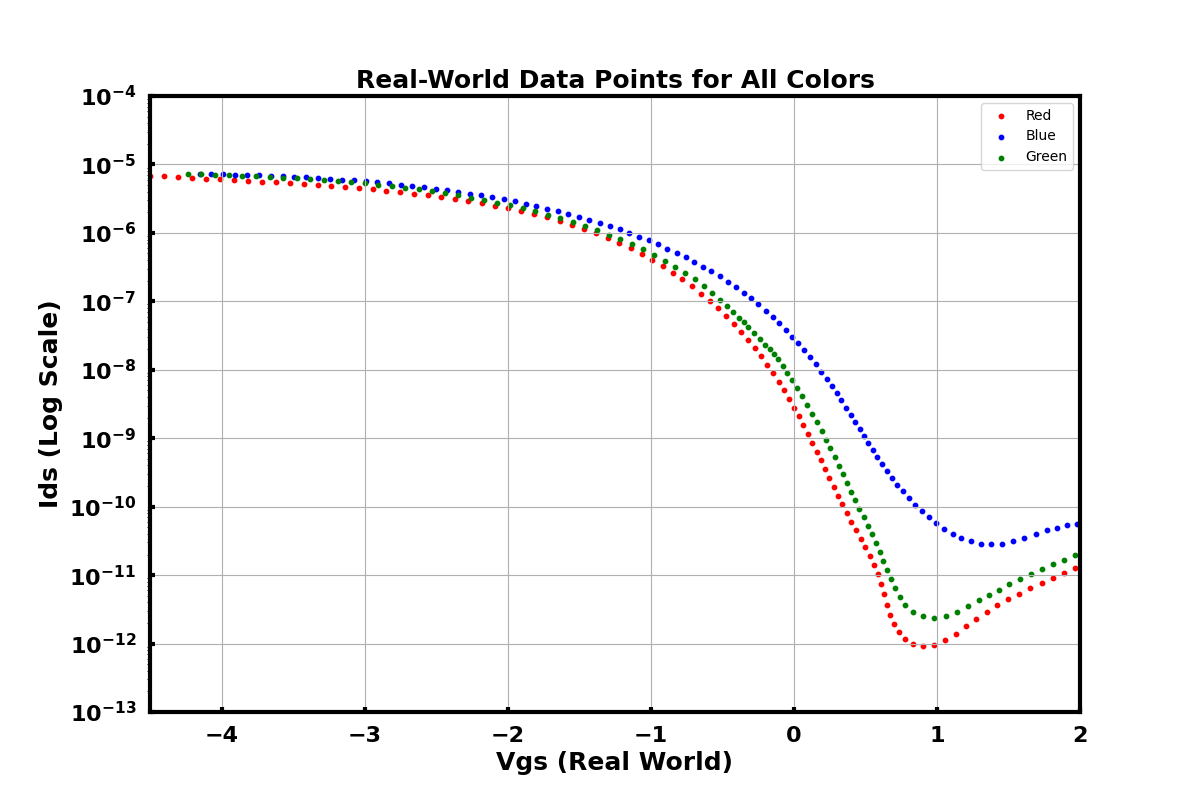 Real-World Data Points for All Colors
Red
Blue
Green
10⁻⁴
10⁻⁵
10⁻⁶
10⁻⁷
10⁻⁸
10⁻⁹
10⁻¹⁰
10⁻¹¹
10⁻¹²
10⁻¹³
Ids (Log Scale)
−4 −3 −2 −1 0 1 2
Vgs (Real World)